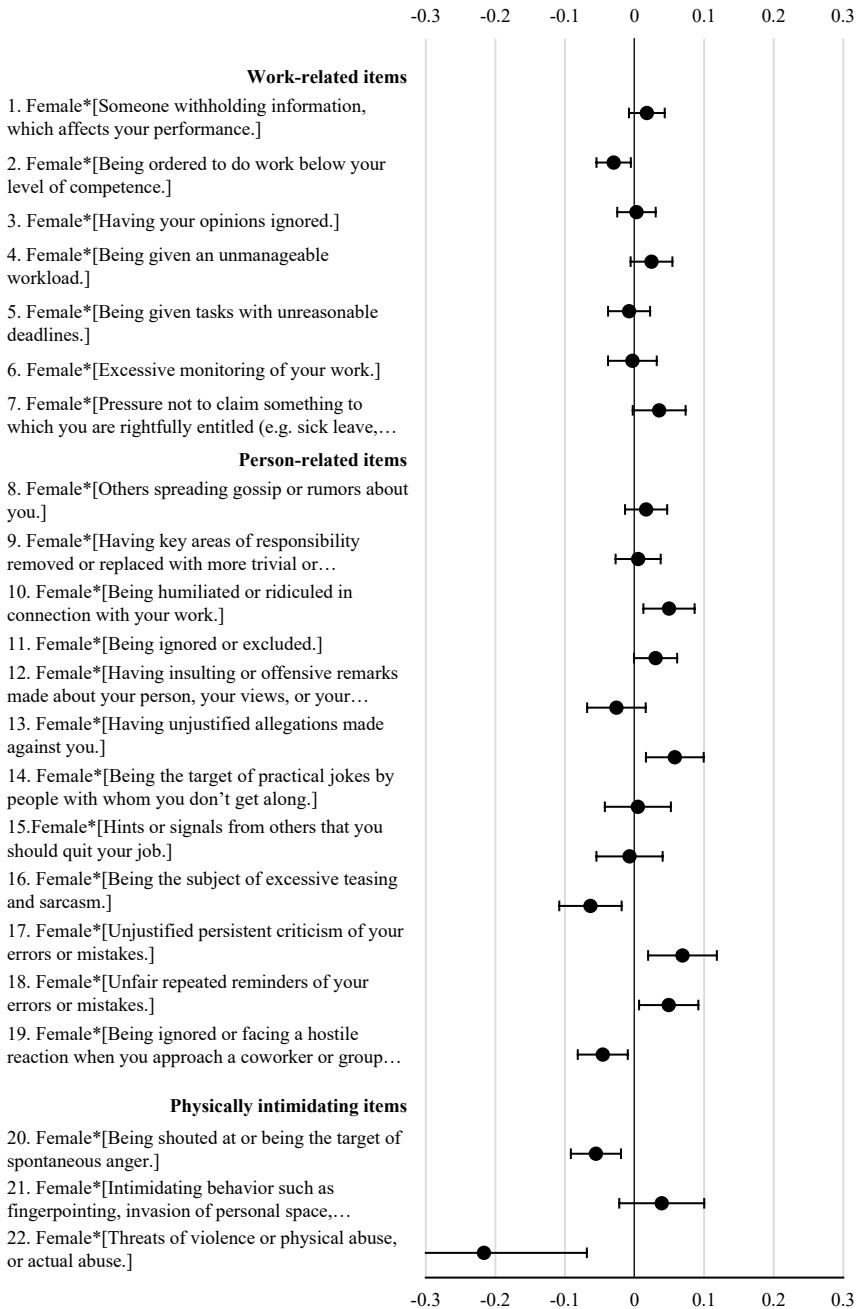 -0.3 -0.2 -0.1 0 0.1 0.2 0.3
Work-related items
1. Female*[Someone withholding information,
which affects your performance.]
2. Female*[Being ordered to do work below your
level of competence.]
3. Female*[Having your opinions ignored.]
4. Female*[Being given an unmanageable
workload.]
5. Female*[Being given tasks with unreasonable
deadlines.]
6. Female*[Excessive monitoring of your work.]
7. Female*[Pressure not to claim something to
which you are rightfully entitled (e.g. sick leave,…
Person-related items
8. Female*[Others spreading gossip or rumors about
you.]
9. Female*[Having key areas of responsibility
removed or replaced with more trivial or…
10. Female*[Being humiliated or ridiculed in
connection with your work.]
11. Female*[Being ignored or excluded.]
12. Female*[Having insulting or offensive remarks
made about your person, your views, or your…
13. Female*[Having unjustified allegations made
against you.]
14. Female*[Being the target of practical jokes by
people with whom you don’t get along.]
15.Female*[Hints or signals from others that you
should quit your job.]
16. Female*[Being the subject of excessive teasing
and sarcasm.]
17. Female*[Unjustified persistent criticism of your
errors or mistakes.]
18. Female*[Unfair repeated reminders of your
errors or mistakes.]
19. Female*[Being ignored or facing a hostile
reaction when you approach a coworker or group…
Physically intimidating items
20. Female*[Being shouted at or being the target of
spontaneous anger.]
21. Female*[Intimidating behavior such as
fingerpointing, invasion of personal space,…
22. Female*[Threats of violence or physical abuse,
or actual abuse.]
-0.3 -0.2 -0.1 0 0.1 0.2 0.3